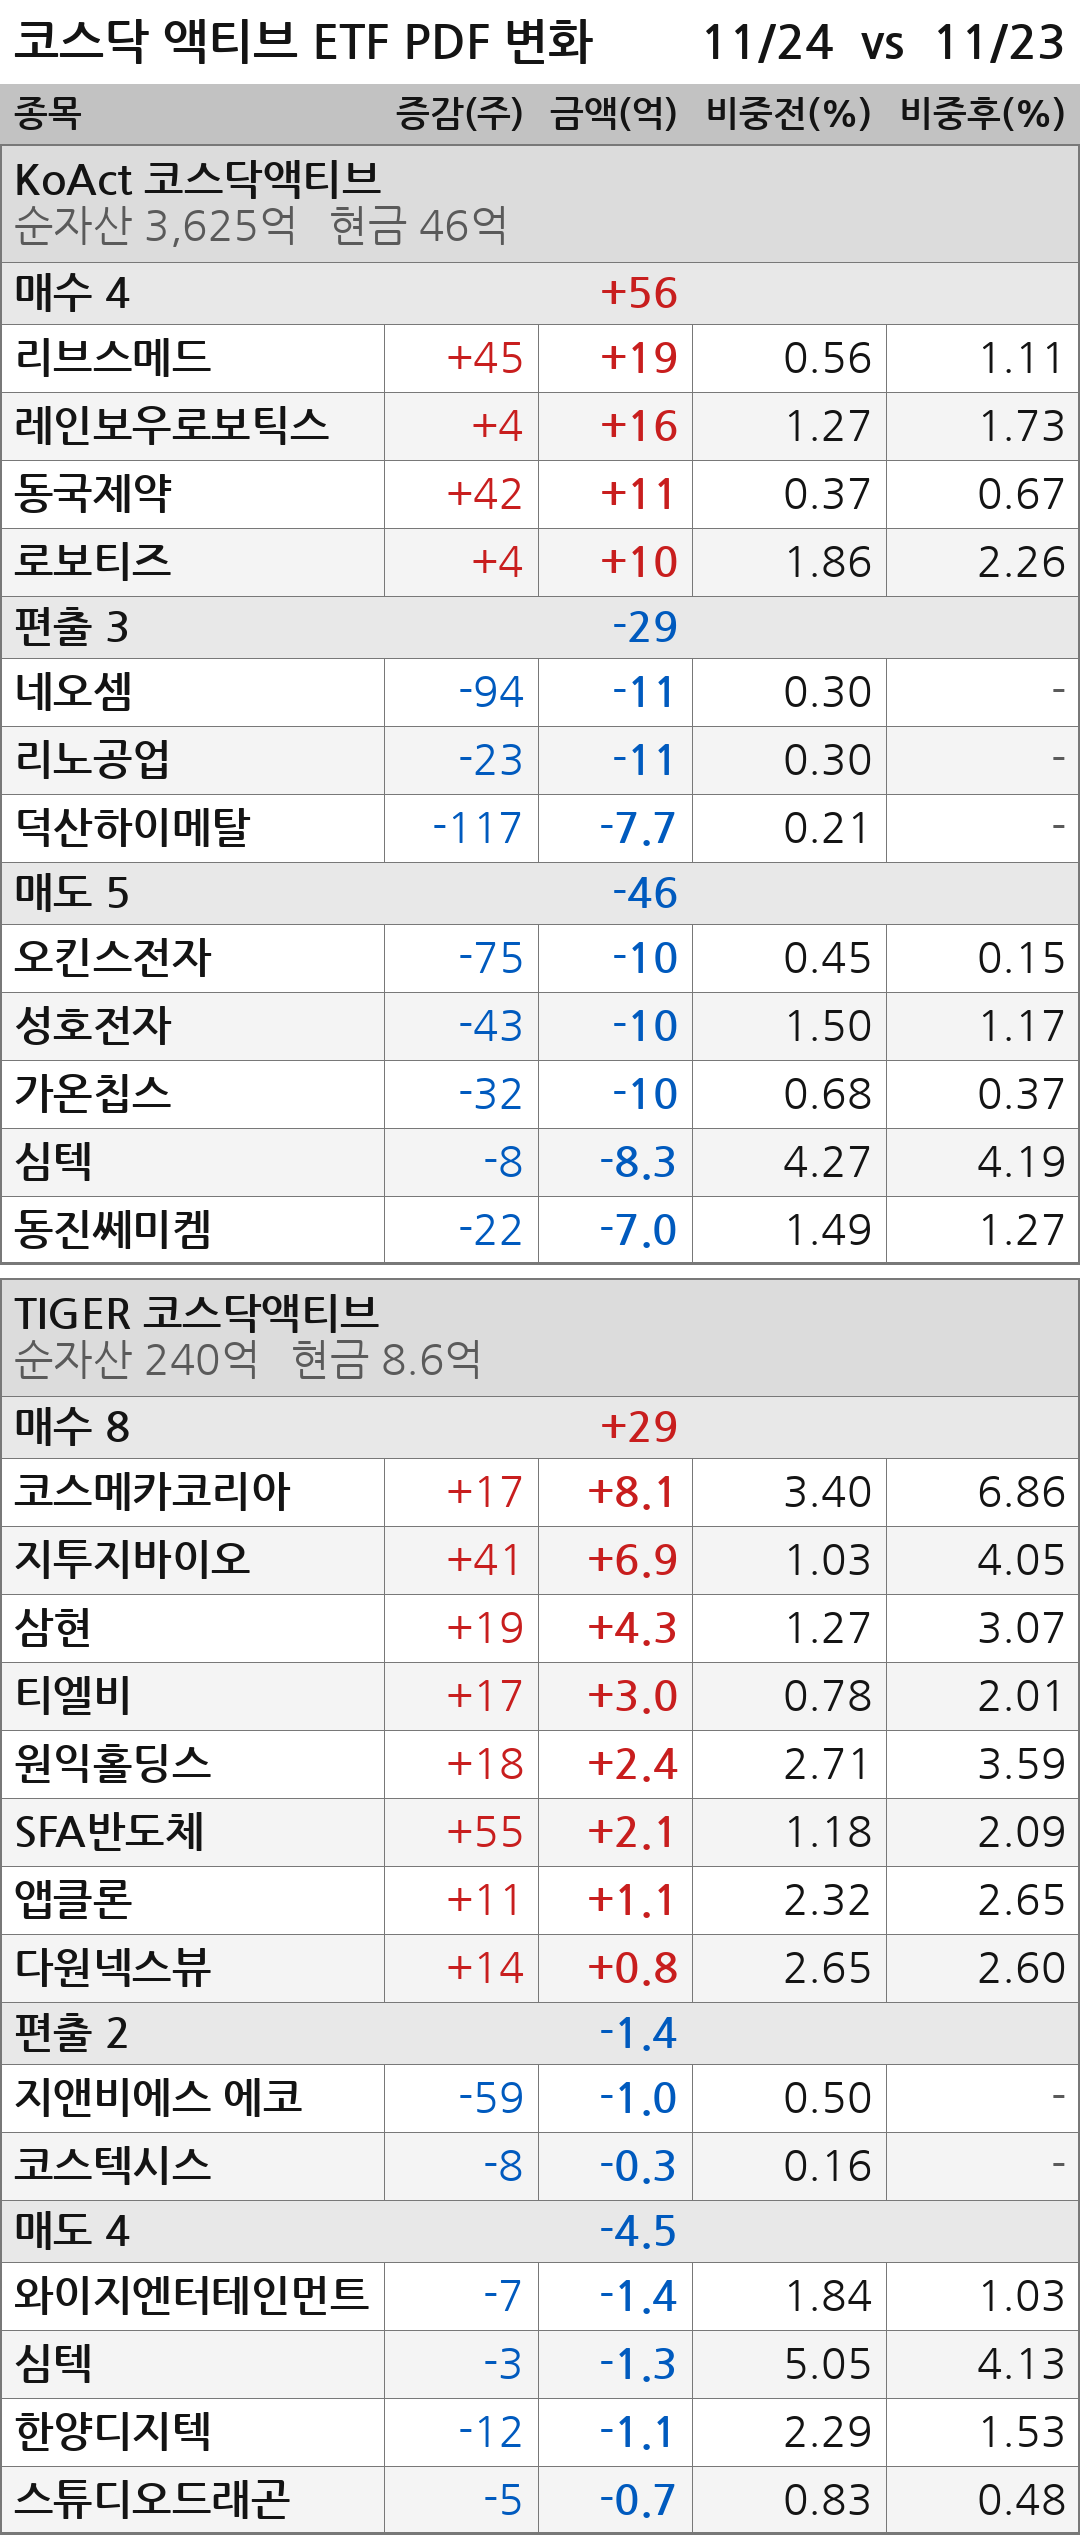 코스닥 액티브 ETF PDF 변화 11/24 vs 11/23
종목 증감(주) 금액(억) 비중전(%) 비중후(%)
KoAct 코스닥액티브
순자산 3,625억 현금 46억
매수 4 +56
리브스메드 +45 +19 0.56 1.11
레인보우로보틱스 +4 +16 1.27 1.73
동국제약 +42 +11 0.37 0.67
로보티즈 +4 +10 1.86 2.26
편출 3 -29
네오셈 -94 -11 0.30 -
리노공업 -23 -11 0.30 -
덕산하이메탈 -117 -7.7 0.21 -
매도 5 -46
오킨스전자 -75 -10 0.45 0.15
성호전자 -43 -10 1.50 1.17
가온칩스 -32 -10 0.68 0.37
심텍 -8 -8.3 4.27 4.19
동진쎄미켐 -22 -7.0 1.49 1.27
TIGER 코스닥액티브
순자산 240억 현금 8.6억
매수 8 +29
코스메카코리아 +17 +8.1 3.40 6.86
지투지바이오 +41 +6.9 1.03 4.05
삼현 +19 +4.3 1.27 3.07
티엘비 +17 +3.0 0.78 2.01
원익홀딩스 +18 +2.4 2.71 3.59
SFA반도체 +55 +2.1 1.18 2.09
앱클론 +11 +1.1 2.32 2.65
다원넥스뷰 +14 +0.8 2.65 2.60
편출 2 -1.4
지앤비에스 에코 -59 -1.0 0.50 -
코스텍시스 -8 -0.3 0.16 -
매도 4 -4.5
와이지엔터테인먼트 -7 -1.4 1.84 1.03
심텍 -3 -1.3 5.05 4.13
한양디지텍 -12 -1.1 2.29 1.53
스튜디오드래곤 -5 -0.7 0.83 0.48